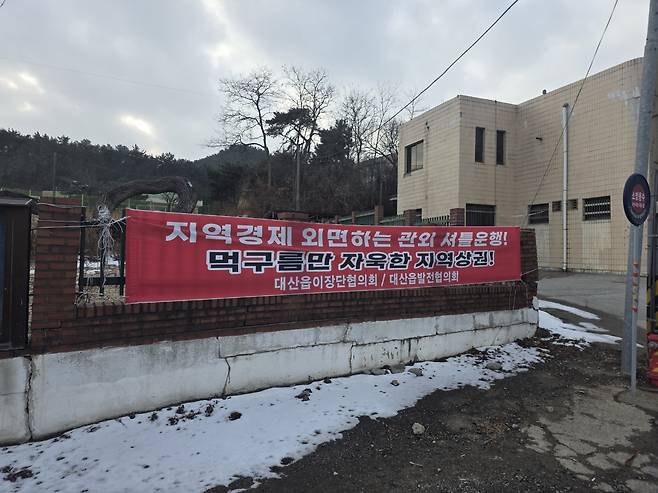 지역경제 외면하는 관와 셔틀운행!
먹구름만 자욱한 지역상권!
대산읍이장단협의회 / 대산읍발전협의회